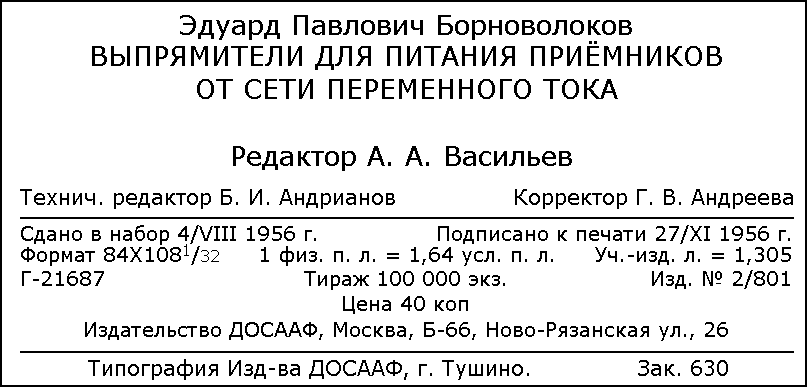 Эдуард Павлович Борноволоков
ВЫПРЯМИТЕЛИ ДЛЯ ПИТАНИЯ ПРИЁМНИКОВ
ОТ СЕТИ ПЕРЕМЕННОГО ТОКА
Редактор А. А. Васильев
Технич. редактор Б. И. Андрианов Корректор Г. В. Андреева
Сдано в набор 4/VIII 1956 г. Подписано к печати 27/XI 1956 г.
Формат 84X108¹/32 1 физ. п. л. = 1,64 усл. п. л. Уч.-изд. л. = 1,305
Г-21687 Тираж 100 000 экз. Изд. № 2/801
Цена 40 коп
Издательство ДОСААФ, Москва, Б-66, Ново-Рязанская ул., 26
Типография Изд-ва ДОСААФ, г. Тушино. Зак. 630